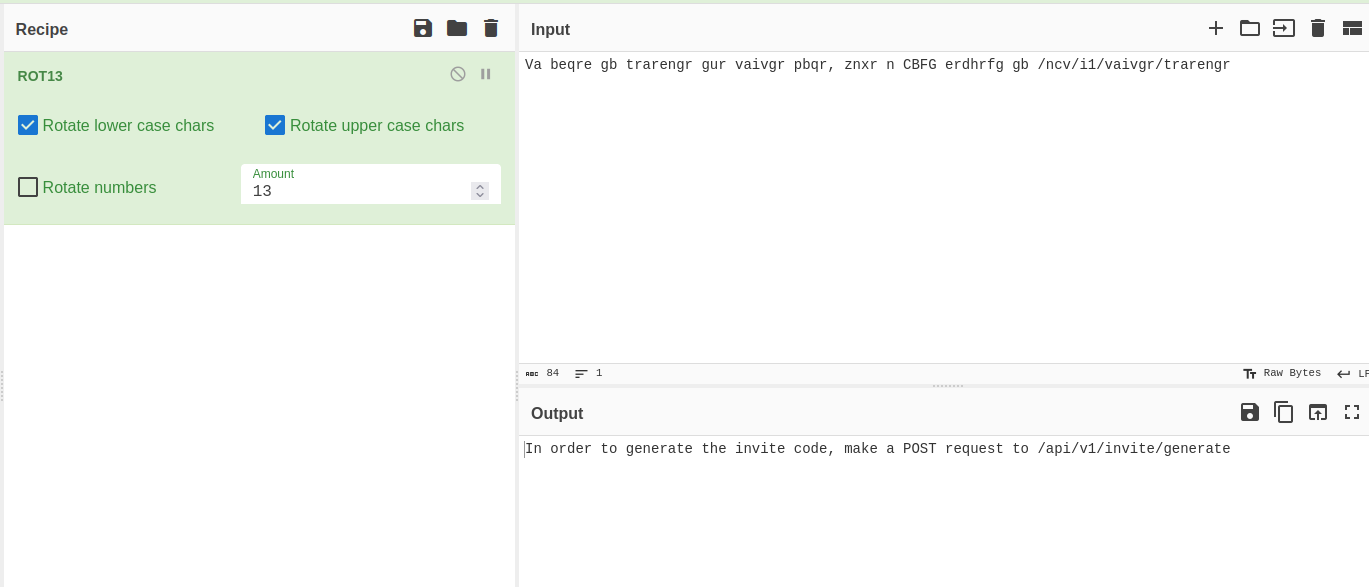 Recipe
ROT13
Rotate lower case chars
Rotate upper case chars
Rotate numbers
Amount
13
Input
Va beqre gb trarengr gur vaivgr pbqr, znxr n CBFG erdhrfg gb /ncv/i1/vaivgr/trarengr
ABC 84
1
Raw Bytes
LF
Output
In order to generate the invite code, make a POST request to /api/v1/invite/generate